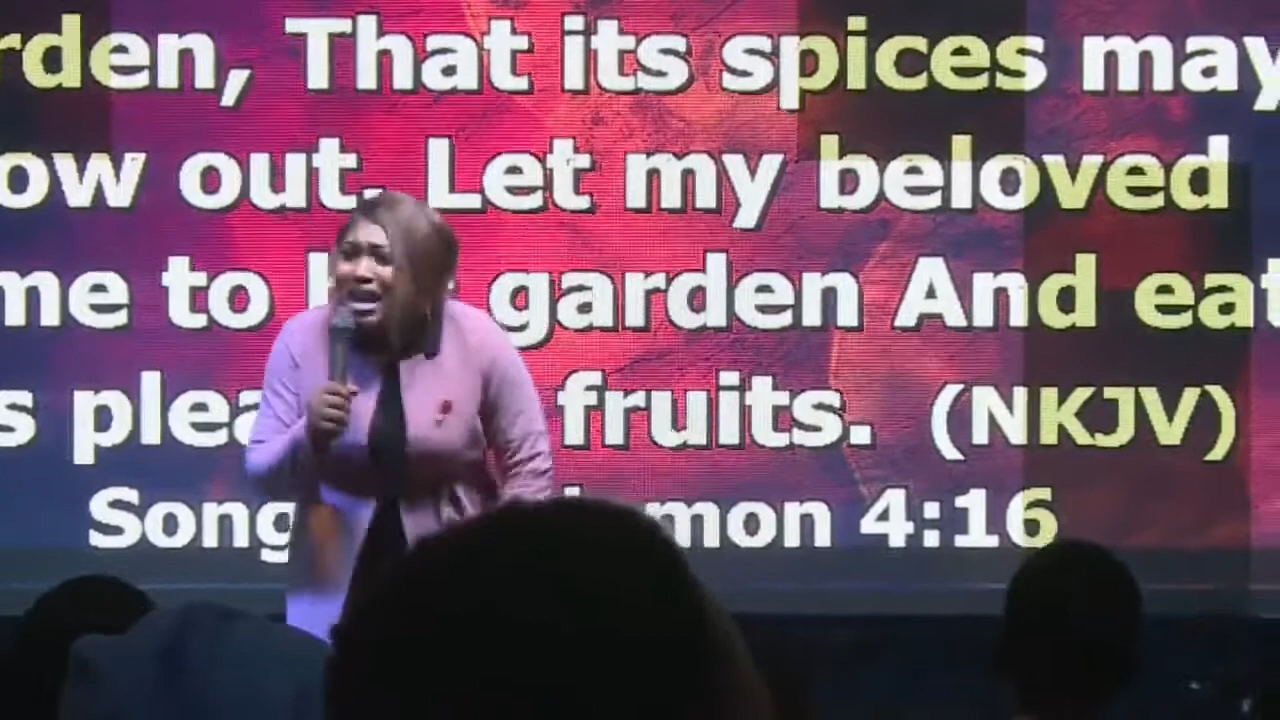 rden, That its spices may
ow out. Let my beloved
me to garden And eat
s plea fruits. (NKJV)
Song mon 4:16